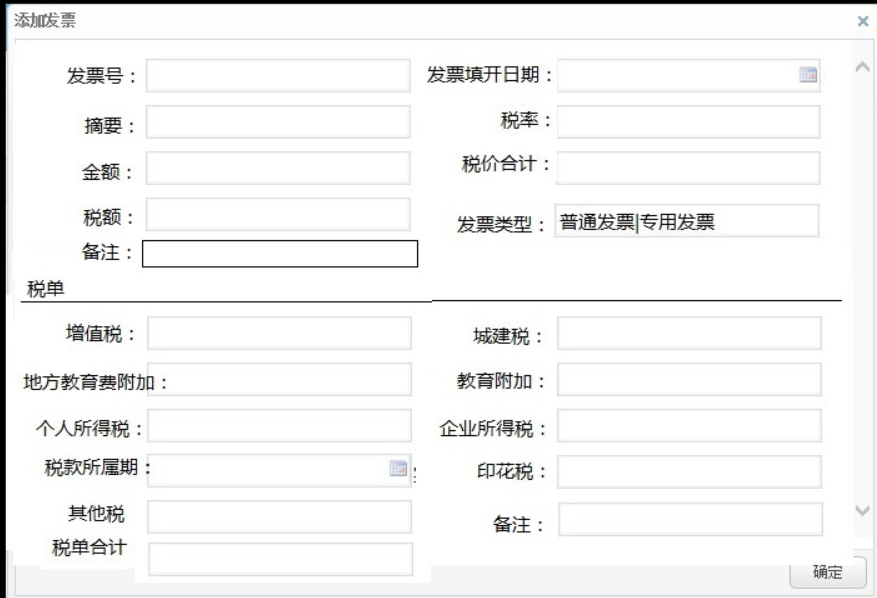 添加发票
发票号： 发票填开日期：
摘要： 税率：
金额： 税价合计：
税额： 发票类型： 普通发票|专用发票
备注：
税单
增值税： 城建税：
地方教育费附加： 教育附加：
个人所得税： 企业所得税：
税款所属期： 印花税：
其他税 备注：
税单合计
确定